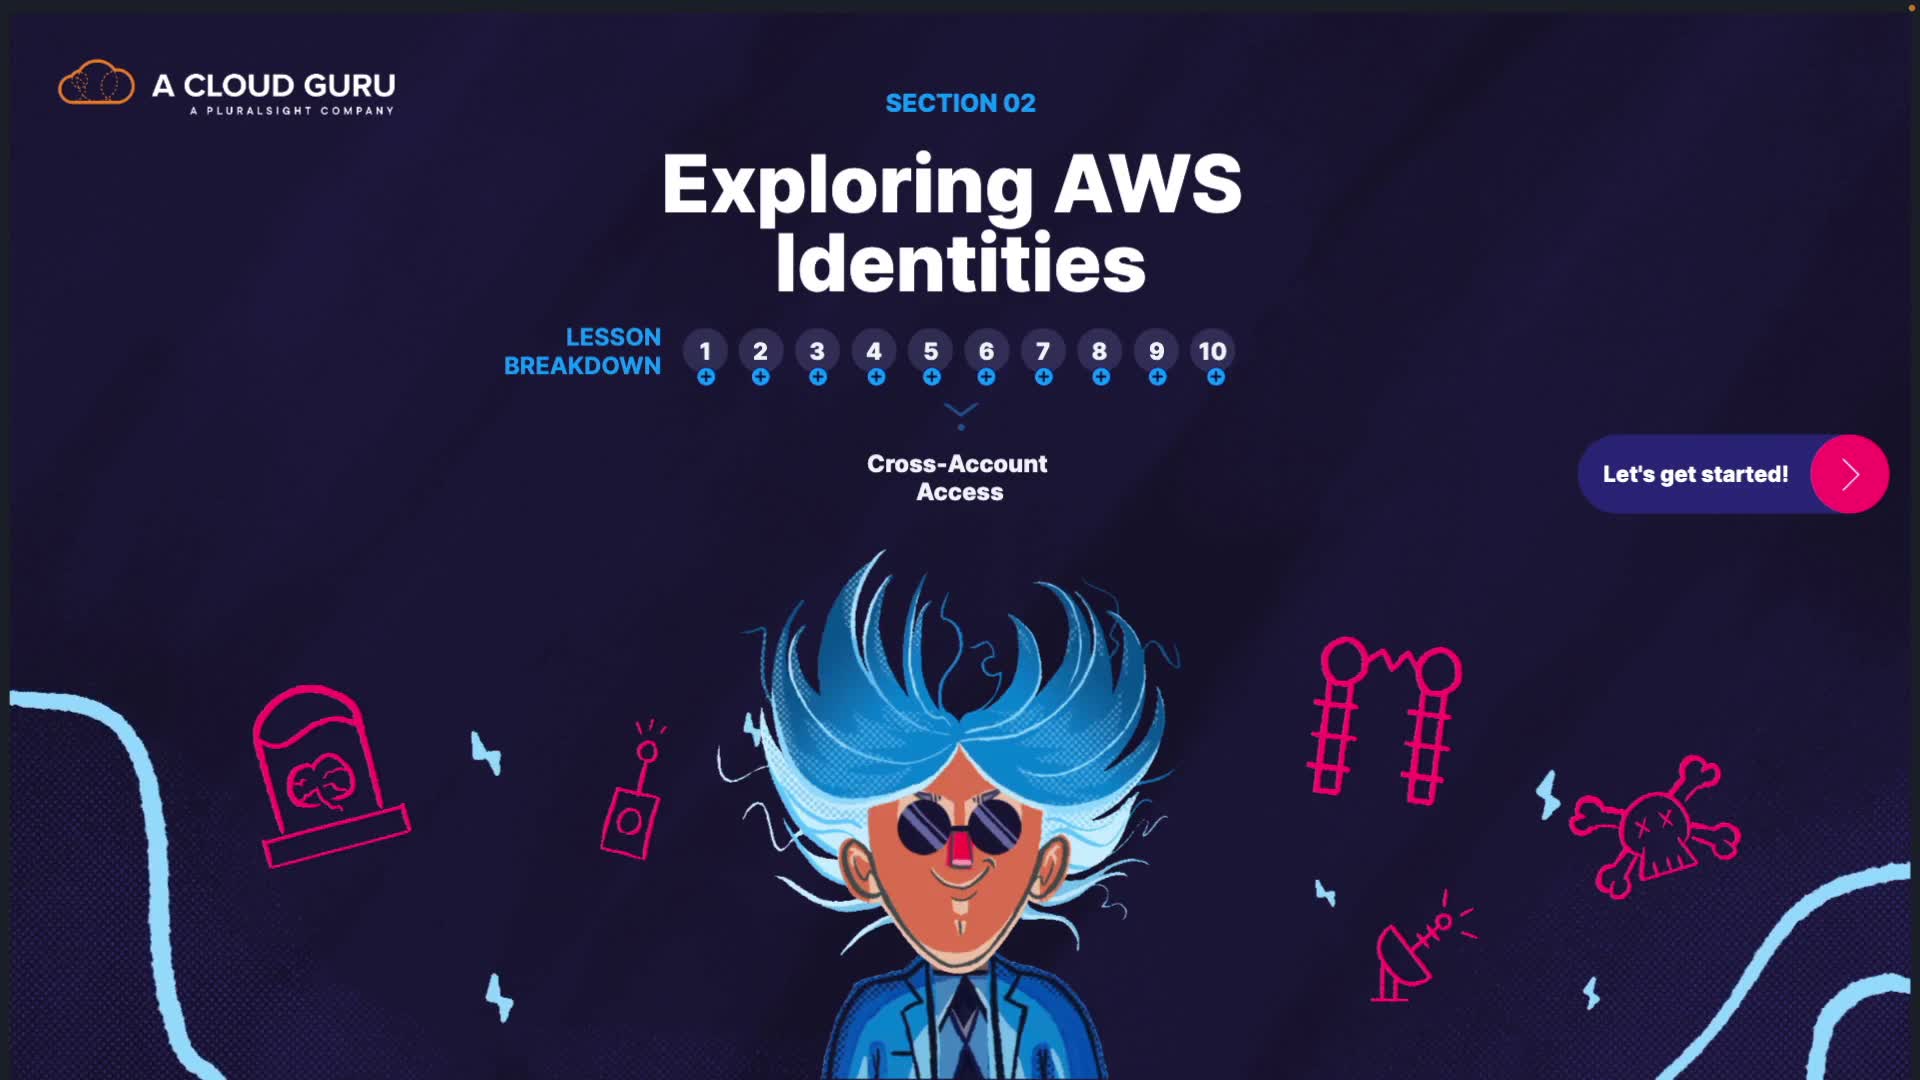 A CLOUD GURU
A PLURALSIGHT COMPANY
SECTION 02
Exploring AWS
Identities
LESSON
BREAKDOWN
1 2 3 4 5 6 7 8 9 10
Cross-Account
Access
Let's get started!